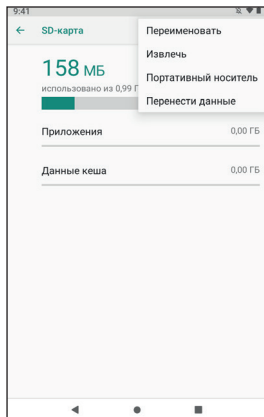 9:41
SD-карта
Переименовать
Извлечь
Портативный носитель
Перенести данные
158 МБ
использовано из 0,99 Г
Приложения 0,00 ГБ
Данные кеша 0,00 ГБ